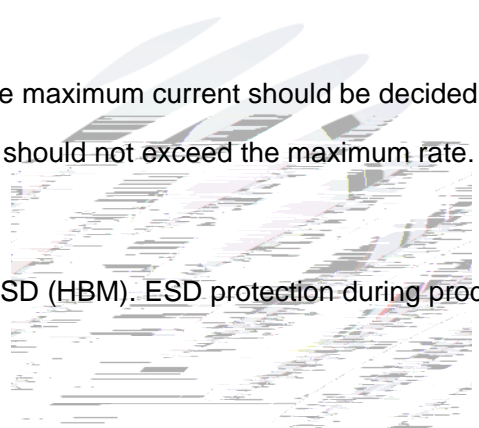 e maximum current should be decided
should not exceed the maximum rate.
SD (HBM). ESD protection during proc